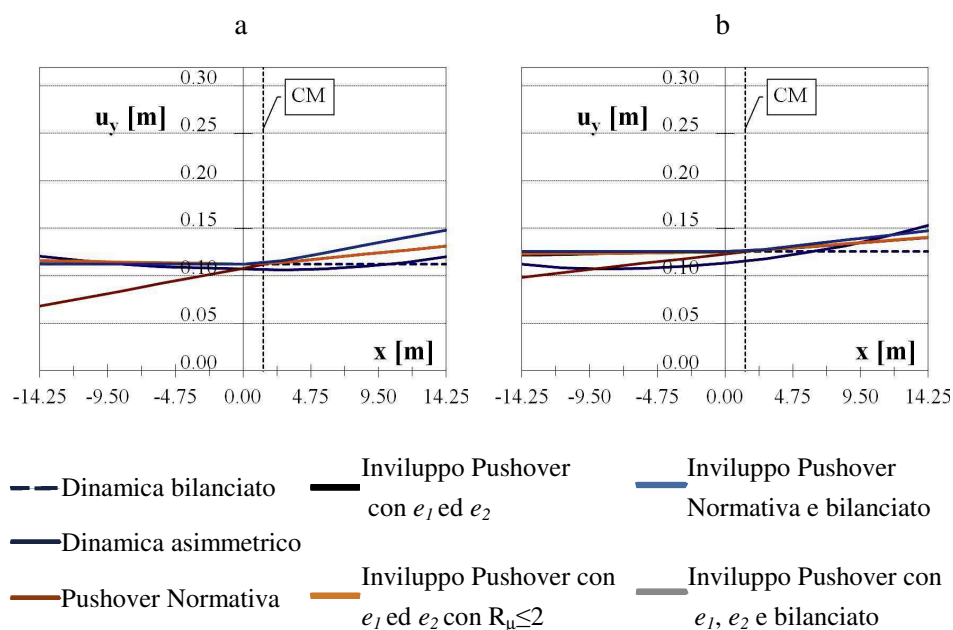 a
b
0.30
CM
u_y [m]
0.25
0.20
0.15
0.10
0.05
0.00
x [m]
-14.25 -9.50 -4.75 0.00 4.75 9.50 14.25
0.30
CM
u_y [m]
0.25
0.20
0.15
0.10
0.05
0.00
x [m]
-14.25 -9.50 -4.75 0.00 4.75 9.50 14.25
Dinamica bilanciato
Dinamica asimmetrico
Pushover Normativa
Inviluppo Pushover
con e₁ ed e₂
Inviluppo Pushover con
e₁ ed e₂ con Rμ≤2
Inviluppo Pushover
Normativa e bilanciato
Inviluppo Pushover con
e₁, e₂ e bilanciato